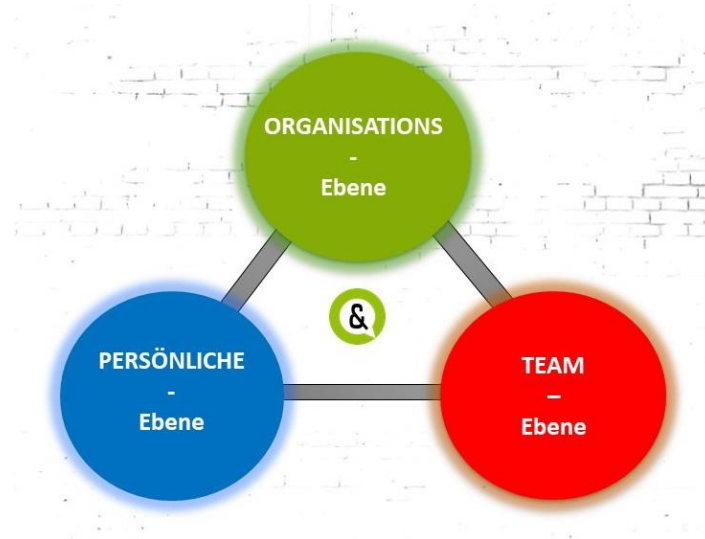 ORGANISATIONS
-
Ebene
&
PERSÖNLICHE
-
Ebene
TEAM
–
Ebene